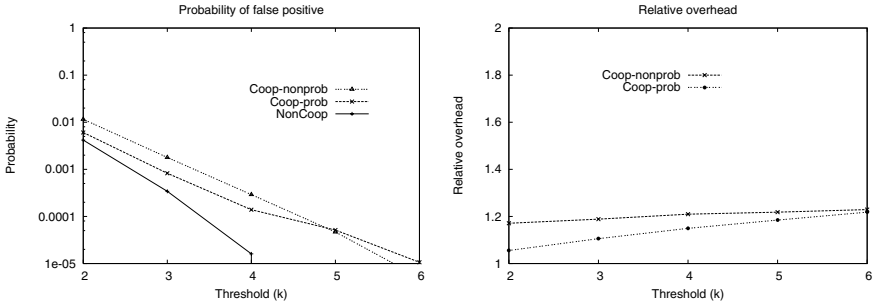 Probability of false positive
1
0.1
0.01
0.001
0.0001
1e-05
Probability
Coop-nonprob
Coop-prob
NonCoop
2 3 4 5 6
Threshold (k)
Relative overhead
2
1.8
1.6
1.4
1.2
1
Relative overhead
Coop-nonprob
Coop-prob
2 3 4 5 6
Threshold (k)